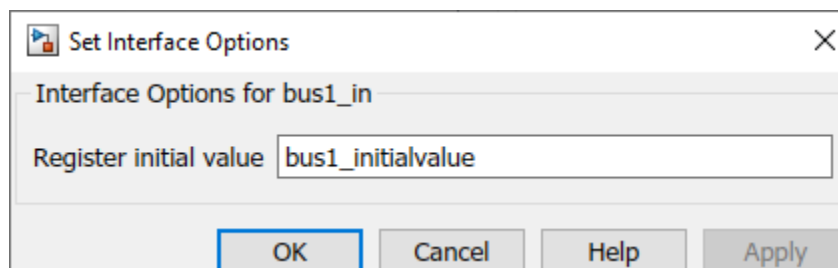 Set Interface Options
Interface Options for bus1_in
Register initial value bus1_initialvalue
OK Cancel Help Apply